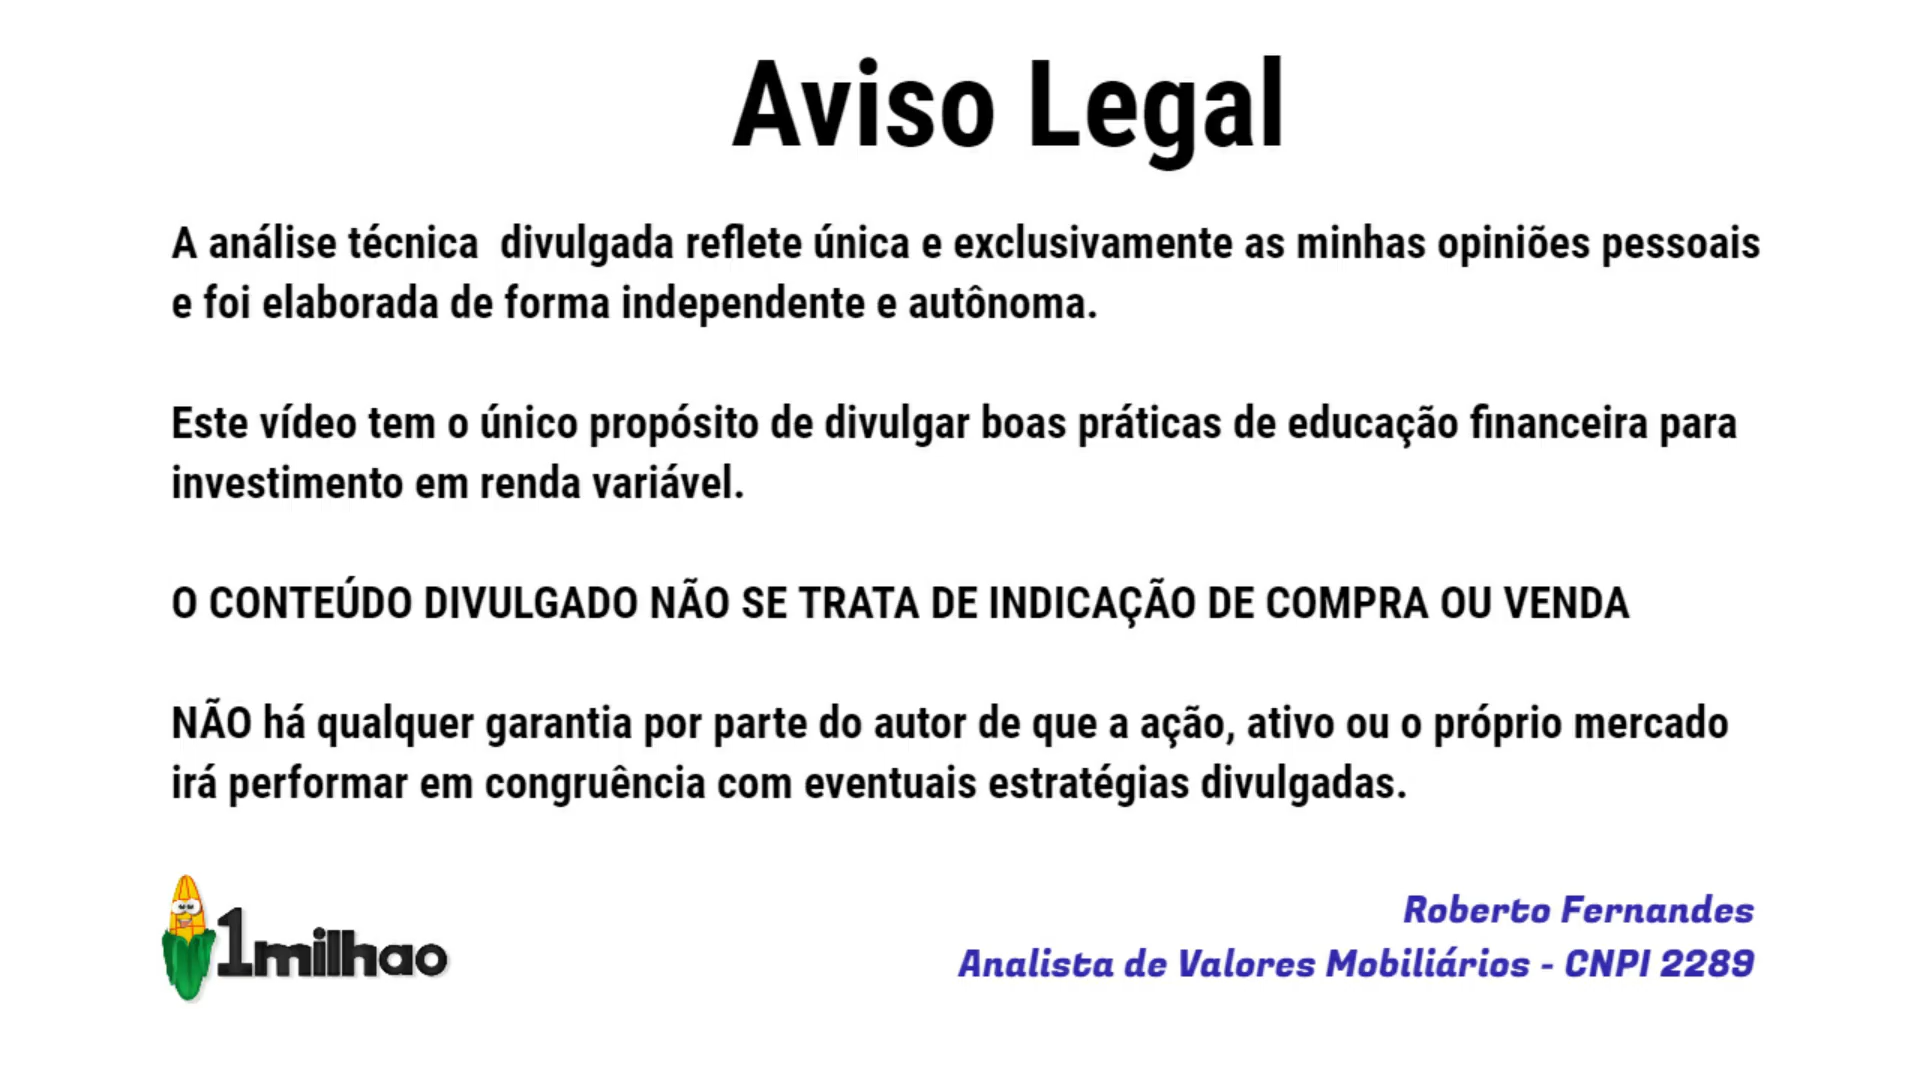 Aviso Legal
A análise técnica  divulgada reflete única e exclusivamente as minhas opiniões pessoais
e foi elaborada de forma independente e autônoma.
Este vídeo tem o único propósito de divulgar boas práticas de educação financeira para
investimento em renda variável.
O CONTEÚDO DIVULGADO NÃO SE TRATA DE INDICAÇÃO DE COMPRA OU VENDA
NÃO há qualquer garantia por parte do autor de que a ação, ativo ou o próprio mercado
irá performar em congruência com eventuais estratégias divulgadas.
1milhao
Roberto Fernandes
Analista de Valores Mobiliários - CNPI 2289